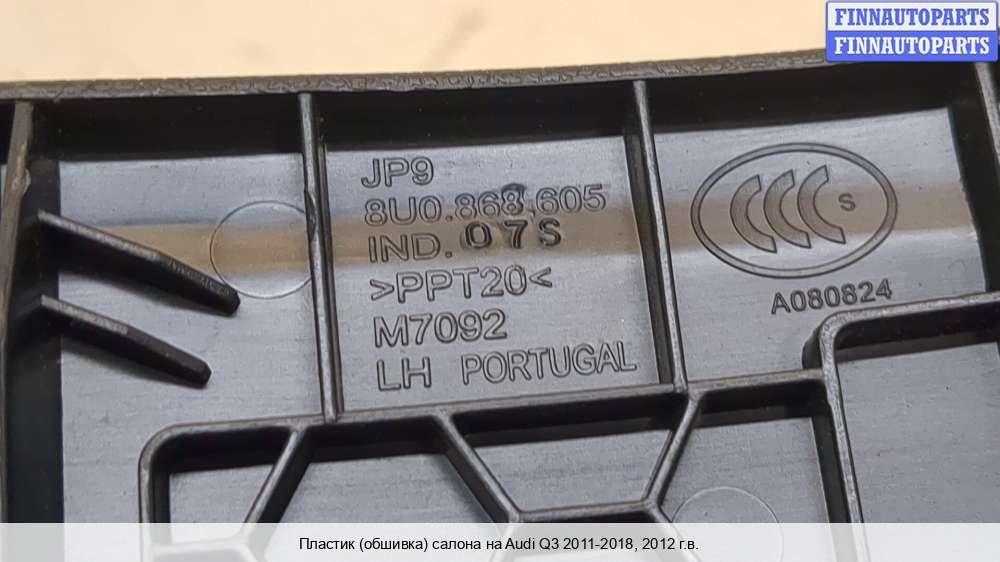 FINNAUTOPARTS
FINNAUTOPARTS
JP9
8U0.868.605
IND. 07S
>PPT20<
M7092
LH PORTUGAL
CCC S
A080824
Пластик (обшивка) салона на Audi Q3 2011-2018, 2012 г.в.